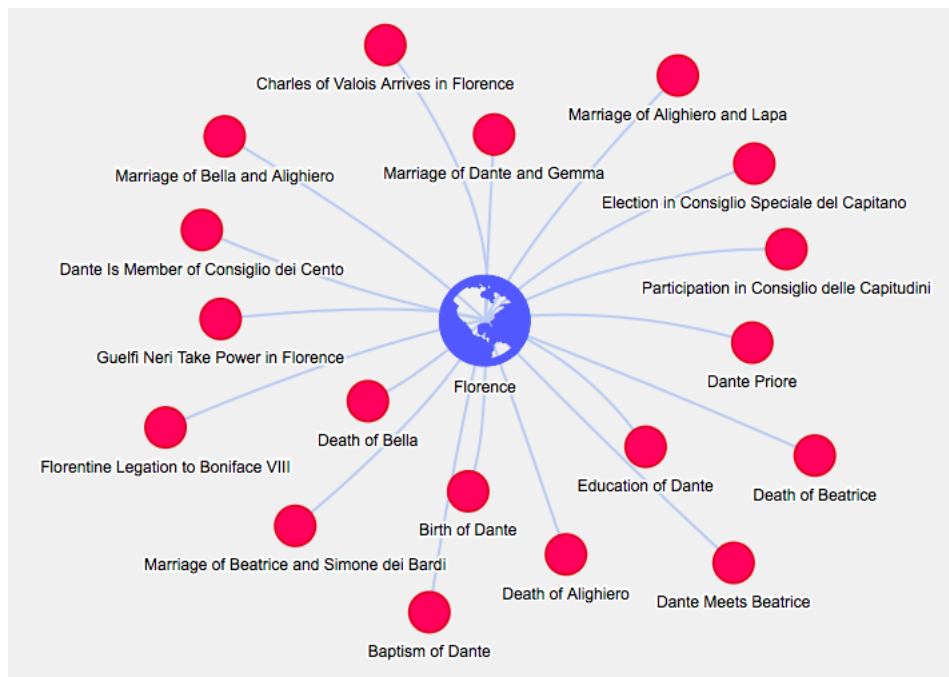 Charles of Valois Arrives in Florence
Marriage of Alighiero and Lapa
Marriage of Bella and Alighiero
Marriage of Dante and Gemma
Election in Consiglio Speciale del Capitano
Dante Is Member of Consiglio dei Cento
Participation in Consiglio delle Capitudini
Guelfi Neri Take Power in Florence
Florence
Dante Priore
Death of Bella
Florentine Legation to Boniface VIII
Education of Dante
Death of Beatrice
Birth of Dante
Marriage of Beatrice and Simone dei Bardi
Death of Alighiero
Dante Meets Beatrice
Baptism of Dante